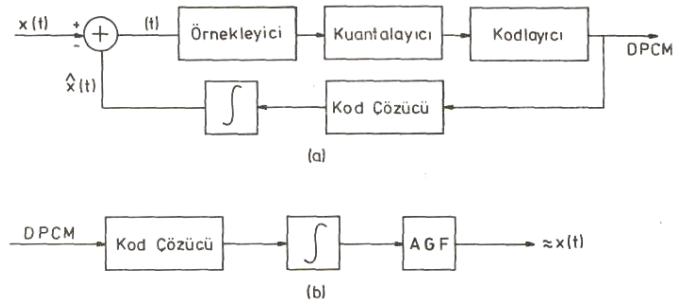 x(t) + - (t) Örnekleyici Kuantalayıcı Kodlayıcı DPCM
x̂(t) ∫ Kod Çözücü
(a)
DPCM Kod Çözücü ∫ AGF ≈x(t)
(b)